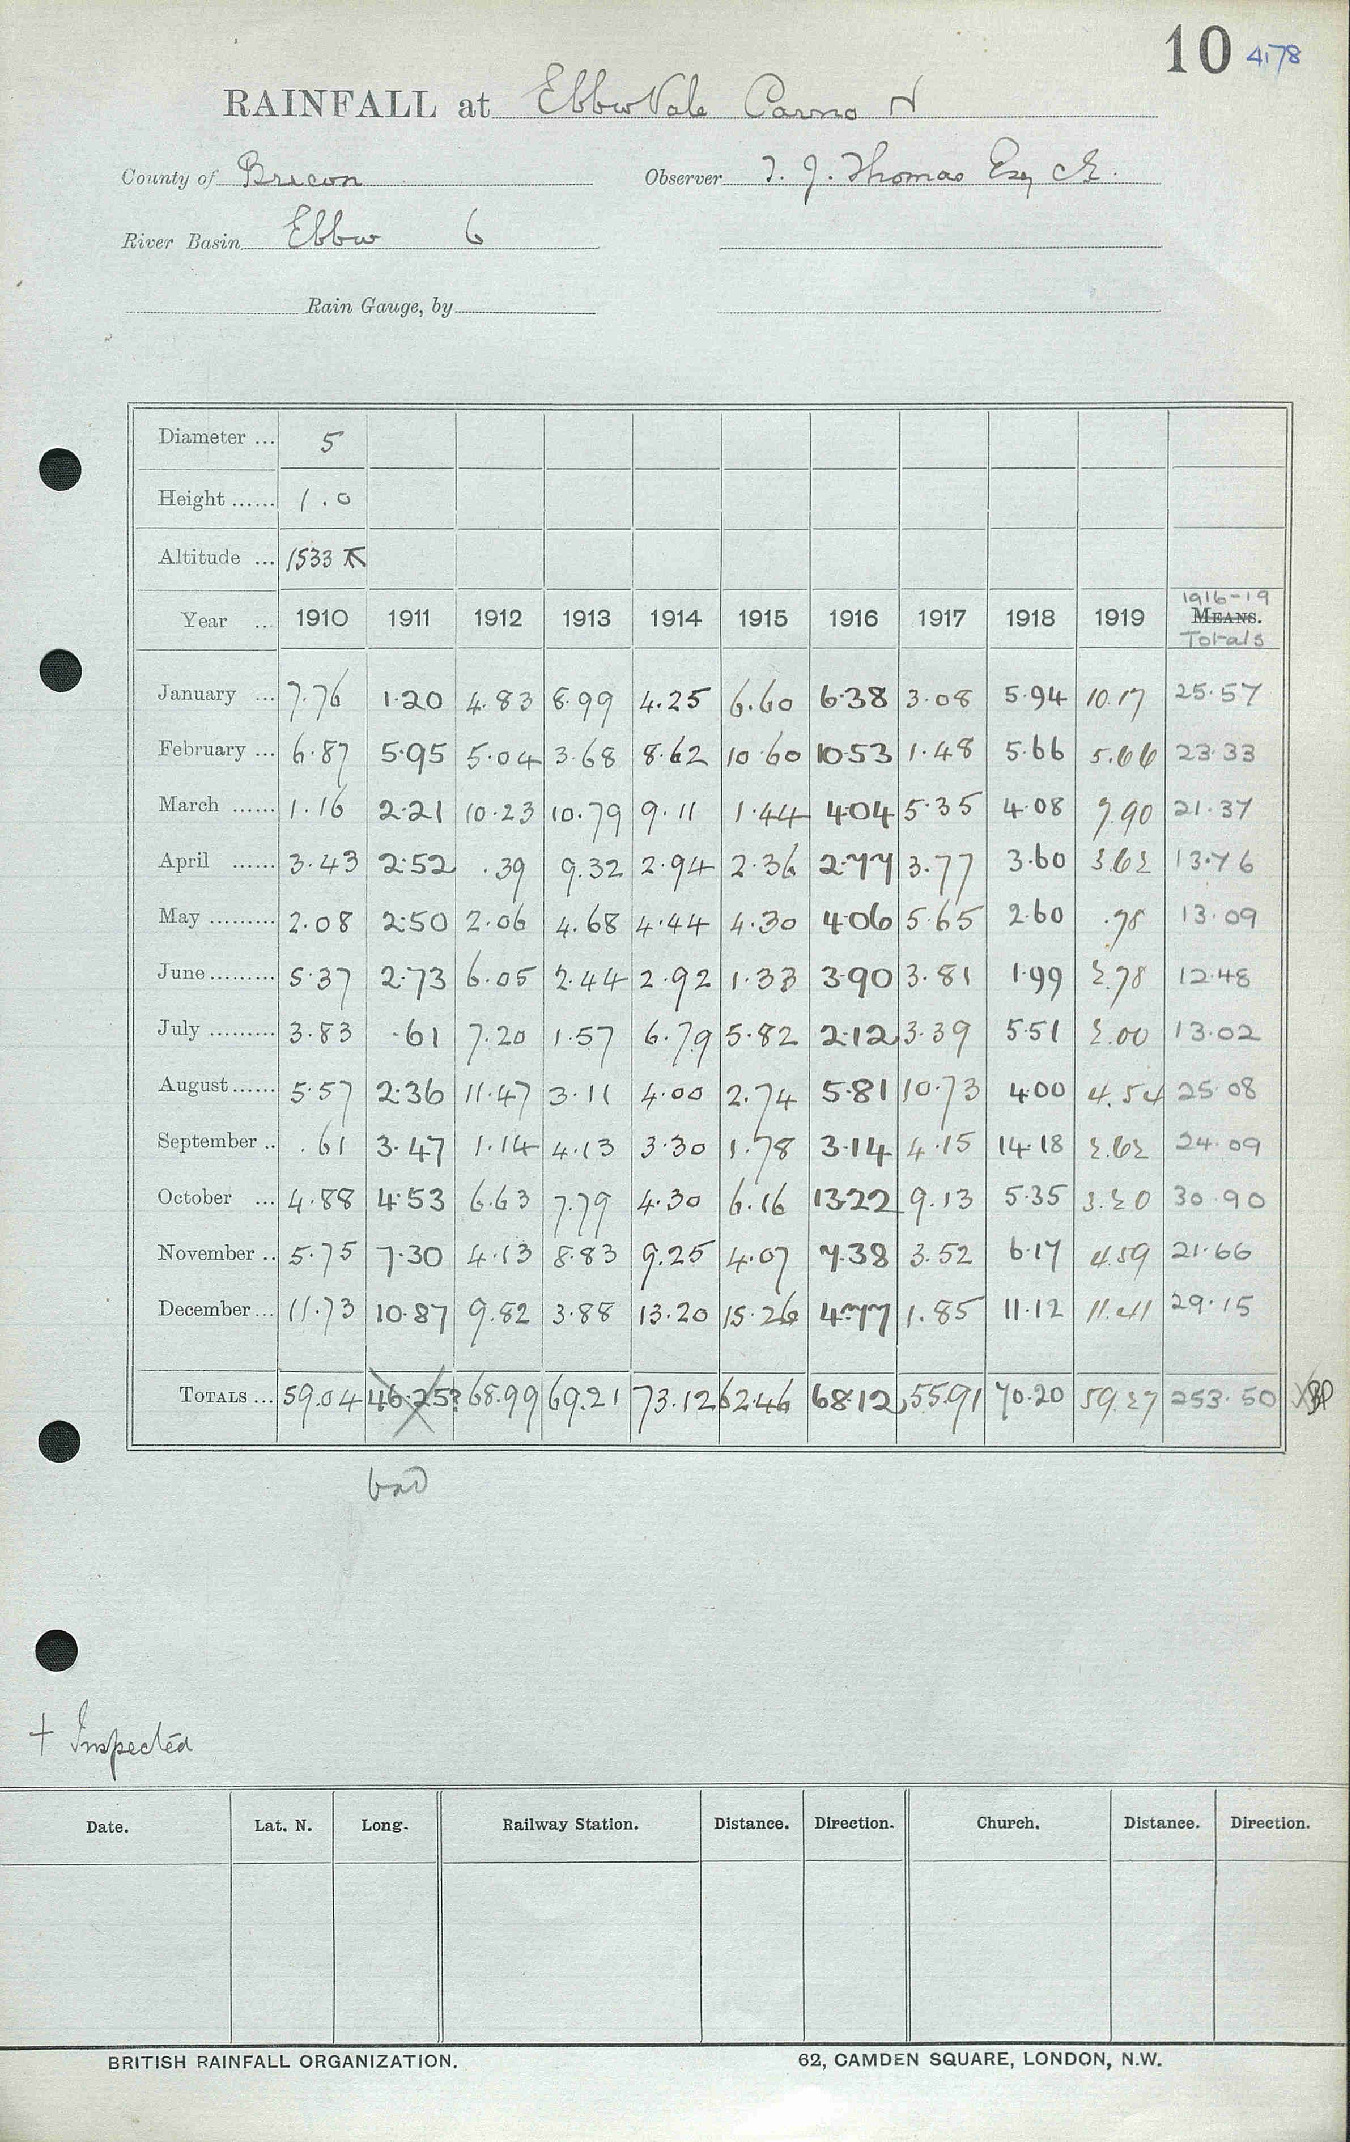 10 4178
RAINFALL at Ebbw Vale Carno
County of Brecon Observer T. J. Thomas Esq CE.
River Basin Ebbw 6
Rain Gauge, by
Diameter ... 5
Height ...... 1.0
Altitude ... 1533
1916-19
Year ... 1910 1911 1912 1913 1914 1915 1916 1917 1918 1919 MEANS.
Totals
January ... 7.76 1.20 4.83 8.99 4.25 6.60 6.38 3.08 5.94 10.17 25.57
February ... 6.87 5.95 5.04 3.68 8.62 10.60 10.53 1.48 5.66 5.66 23.33
March ...... 1.16 2.21 10.23 10.79 9.11 1.44 4.04 5.35 4.08 7.90 21.37
April ...... 3.43 2.52 .39 9.32 2.94 2.36 2.77 3.77 3.60 3.62 13.76
May ......... 2.08 2.50 2.06 4.68 4.44 4.30 4.06 5.65 2.60 .78 13.09
June ......... 5.37 2.73 6.05 2.44 2.92 1.33 3.90 3.81 1.99 2.78 12.48
July ......... 3.83 .61 7.20 1.57 6.79 5.82 2.12 3.39 5.51 2.00 13.02
August ...... 5.57 2.36 11.47 3.11 4.00 2.74 5.81 10.73 4.00 4.54 25.08
September .. .61 3.47 1.14 4.13 3.30 1.78 3.14 4.15 14.18 2.62 24.09
October ... 4.88 4.53 6.63 7.79 4.30 6.16 13.22 9.13 5.35 3.20 30.90
November .. 5.75 7.30 4.13 8.83 9.25 4.07 7.38 3.52 6.17 4.59 21.66
December ... 11.73 10.87 9.82 3.88 13.20 15.26 4.77 1.85 11.12 11.41 29.15
TOTALS ... 59.04 46.25? 68.99 69.21 73.12 62.46 68.12 55.91 70.20 59.27 253.50
bad
† Inspected
Date. Lat. N. Long. Railway Station. Distance. Direction. Church. Distance. Direction.
BRITISH RAINFALL ORGANIZATION. 62, CAMDEN SQUARE, LONDON, N.W.